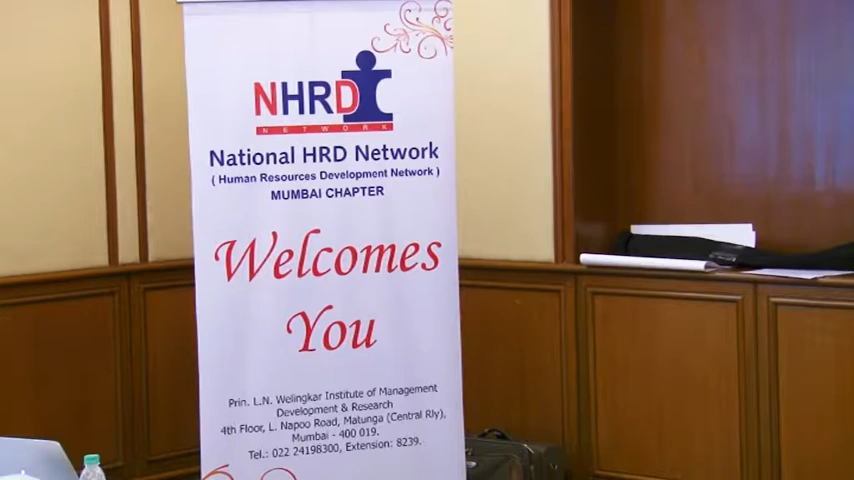 NHRD
NETWORK
National HRD Network
( Human Resources Development Network )
MUMBAI CHAPTER
Welcomes
You
Prin. L.N. Welingkar Institute of Management
Development & Research
4th Floor, L. Napoo Road, Matunga (Central Rly),
Mumbai - 400 019.
Tel.: 022 24198300, Extension: 8239.